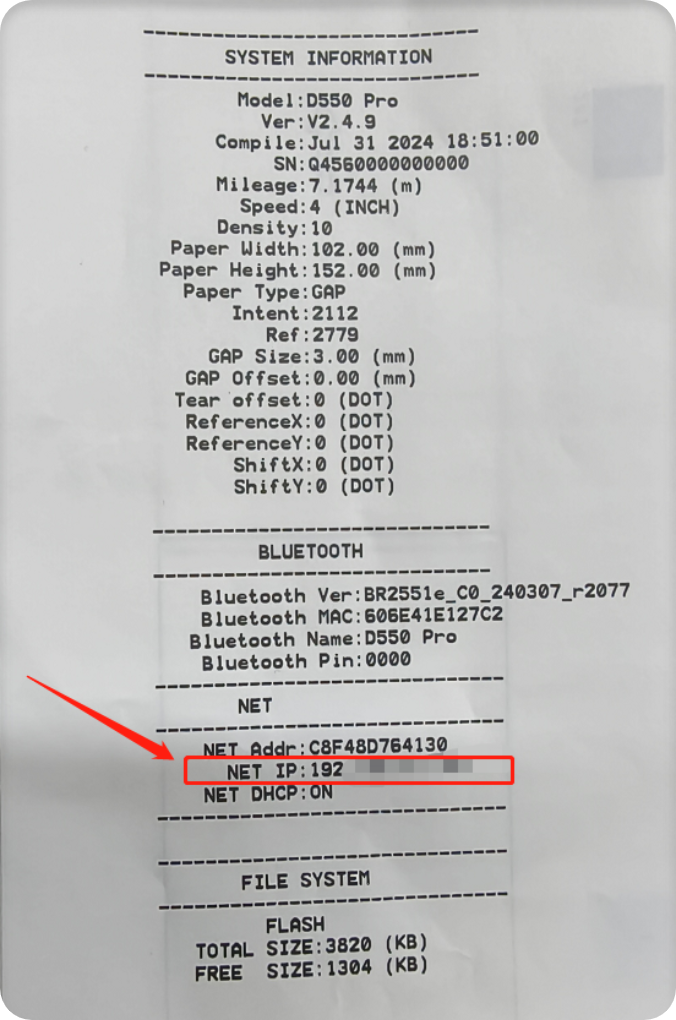 SYSTEM INFORMATION
Model:D550 Pro
Ver:V2.4.9
Compile:Jul 31 2024 18:51:00
SN:Q4560000000000
Mileage:7.1744 (m)
Speed:4 (INCH)
Density:10
Paper Width:102.00 (mm)
Paper Height:152.00 (mm)
Paper Type:GAP
Intent:2112
Ref:2779
GAP Size:3.00 (mm)
GAP Offset:0.00 (mm)
Tear offset:0 (DOT)
ReferenceX:0 (DOT)
ReferenceY:0 (DOT)
ShiftX:0 (DOT)
ShiftY:0 (DOT)
BLUETOOTH
Bluetooth Ver:BR2551e_C0_240307_r2077
Bluetooth MAC:606E41E127C2
Bluetooth Name:D550 Pro
Bluetooth Pin:0000
NET
NET Addr:C8F48D764130
NET IP:192
NET DHCP:ON
FILE SYSTEM
FLASH
TOTAL SIZE:3820 (KB)
FREE SIZE:1304 (KB)